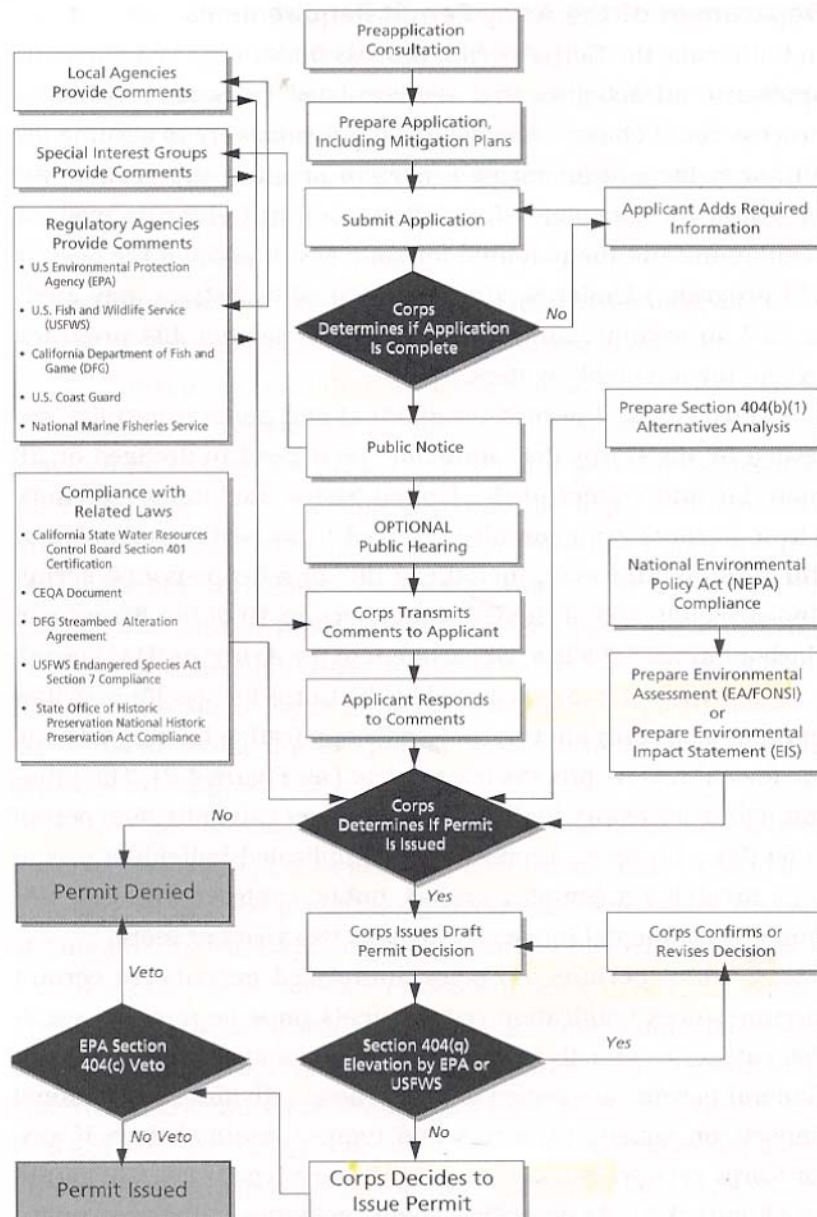 Preapplication
Consultation
Local Agencies
Provide Comments
Prepare Application,
Including Mitigation Plans
Special Interest Groups
Provide Comments
Submit Application
Applicant Adds Required
Information
Regulatory Agencies
Provide Comments
• U.S Environmental Protection
Agency (EPA)
• U.S. Fish and Wildlife Service
(USFWS)
• California Department of Fish and
Game (DFG)
• U.S. Coast Guard
• National Marine Fisheries Service
Corps
Determines if Application
Is Complete
No
Public Notice
Prepare Section 404(b)(1)
Alternatives Analysis
Compliance with
Related Laws
• California State Water Resources
Control Board Section 401
Certification
• CEQA Document
• DFG Streambed Alteration
Agreement
• USFWS Endangered Species Act
Section 7 Compliance
• State Office of Historic
Preservation National Historic
Preservation Act Compliance
OPTIONAL
Public Hearing
National Environmental
Policy Act (NEPA)
Compliance
Corps Transmits
Comments to Applicant
Applicant Responds
to Comments
Prepare Environmental
Assessment (EA/FONSI)
or
Prepare Environmental
Impact Statement (EIS)
Corps
Determines If Permit
Is Issued
No
Permit Denied
Yes
Corps Issues Draft
Permit Decision
Corps Confirms or
Revises Decision
Veto
EPA Section
404(c) Veto
Section 404(q)
Elevation by EPA or
USFWS
Yes
No Veto
No
Permit Issued
Corps Decides to
Issue Permit